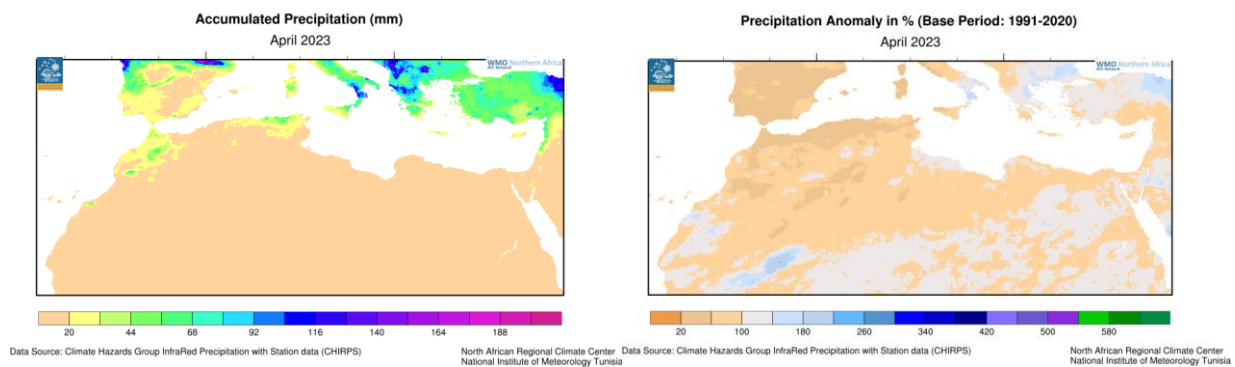 Accumulated Precipitation (mm)
April 2023
WMO Northern Africa
RCC Network
20 44 68 92 116 140 164 188
Data Source: Climate Hazards Group InfraRed Precipitation with Station data (CHIRPS)
North African Regional Climate Center
National Institute of Meteorology Tunisia
Precipitation Anomaly in % (Base Period: 1991-2020)
April 2023
WMO Northern Africa
RCC Network
20 100 180 260 340 420 500 580
Data Source: Climate Hazards Group InfraRed Precipitation with Station data (CHIRPS)
North African Regional Climate Center
National Institute of Meteorology Tunisia